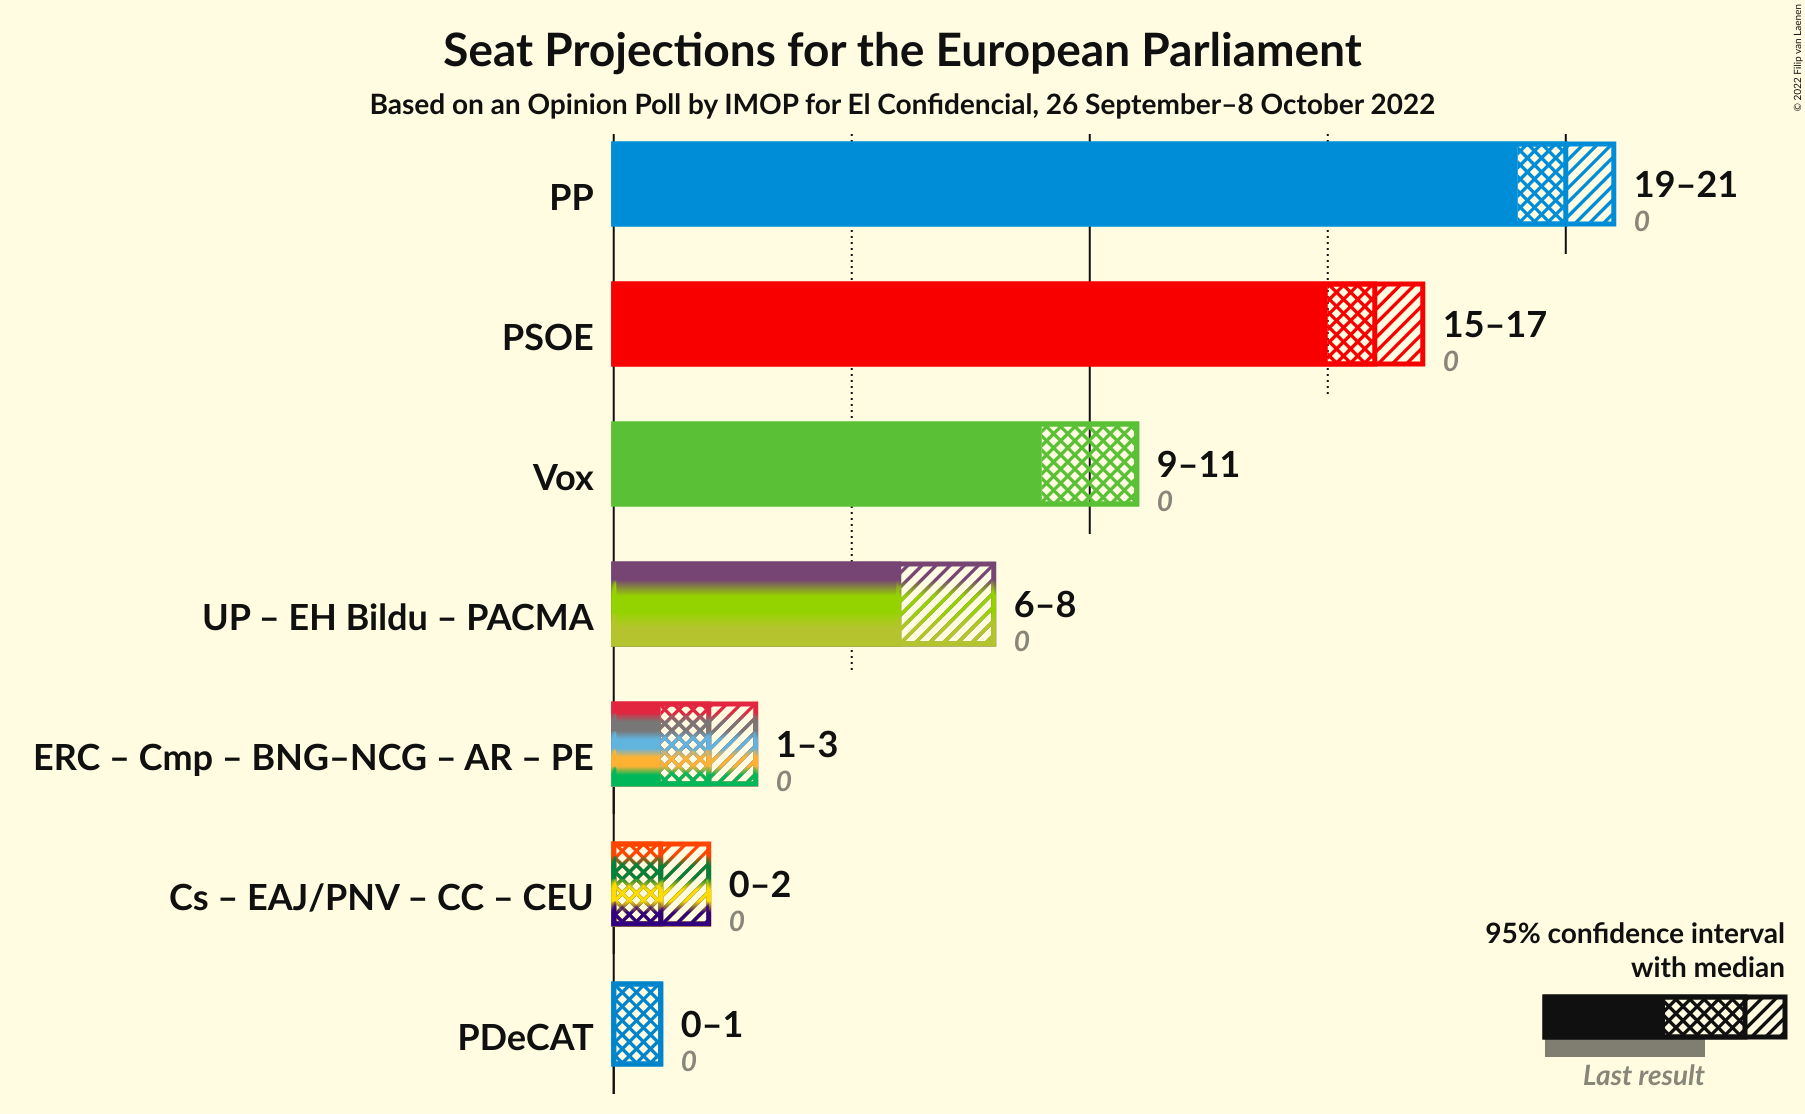 Seat Projections for the European Parliament
Based on an Opinion Poll by IMOP for El Confidencial, 26 September–8 October 2022
© 2022 Filip van Laenen
PP
19–21
0
PSOE
15–17
0
Vox
9–11
0
UP – EH Bildu – PACMA
6–8
0
ERC – Cmp – BNG–NCG – AR – PE
1–3
0
Cs – EAJ/PNV – CC – CEU
0–2
0
PDeCAT
0–1
0
95% confidence interval
with median
Last result